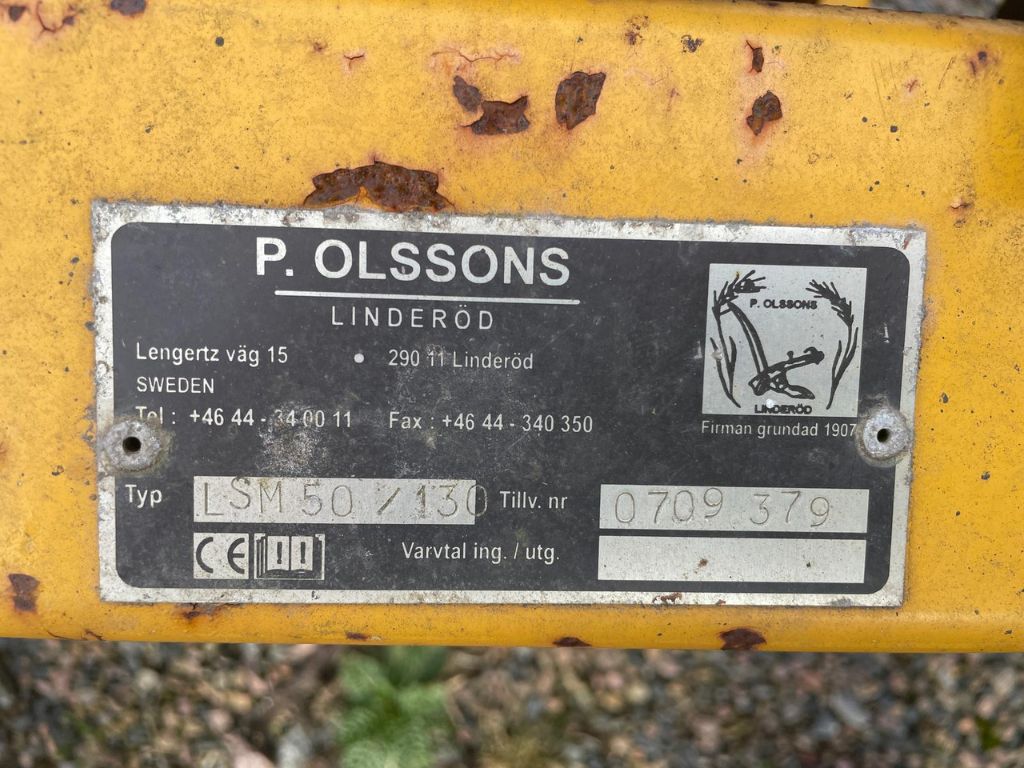 P. OLSSONS
LINDERÖD
Lengertz väg 15 • 290 11 Linderöd
SWEDEN
Tel : +46 44 - 34 00 11 Fax : +46 44 - 340 350
P. OLSSONS
LINDERÖD
Firman grundad 1907
Typ LSM 50 / 130 Tillv. nr 0709 379
CE Varvtal ing. / utg.